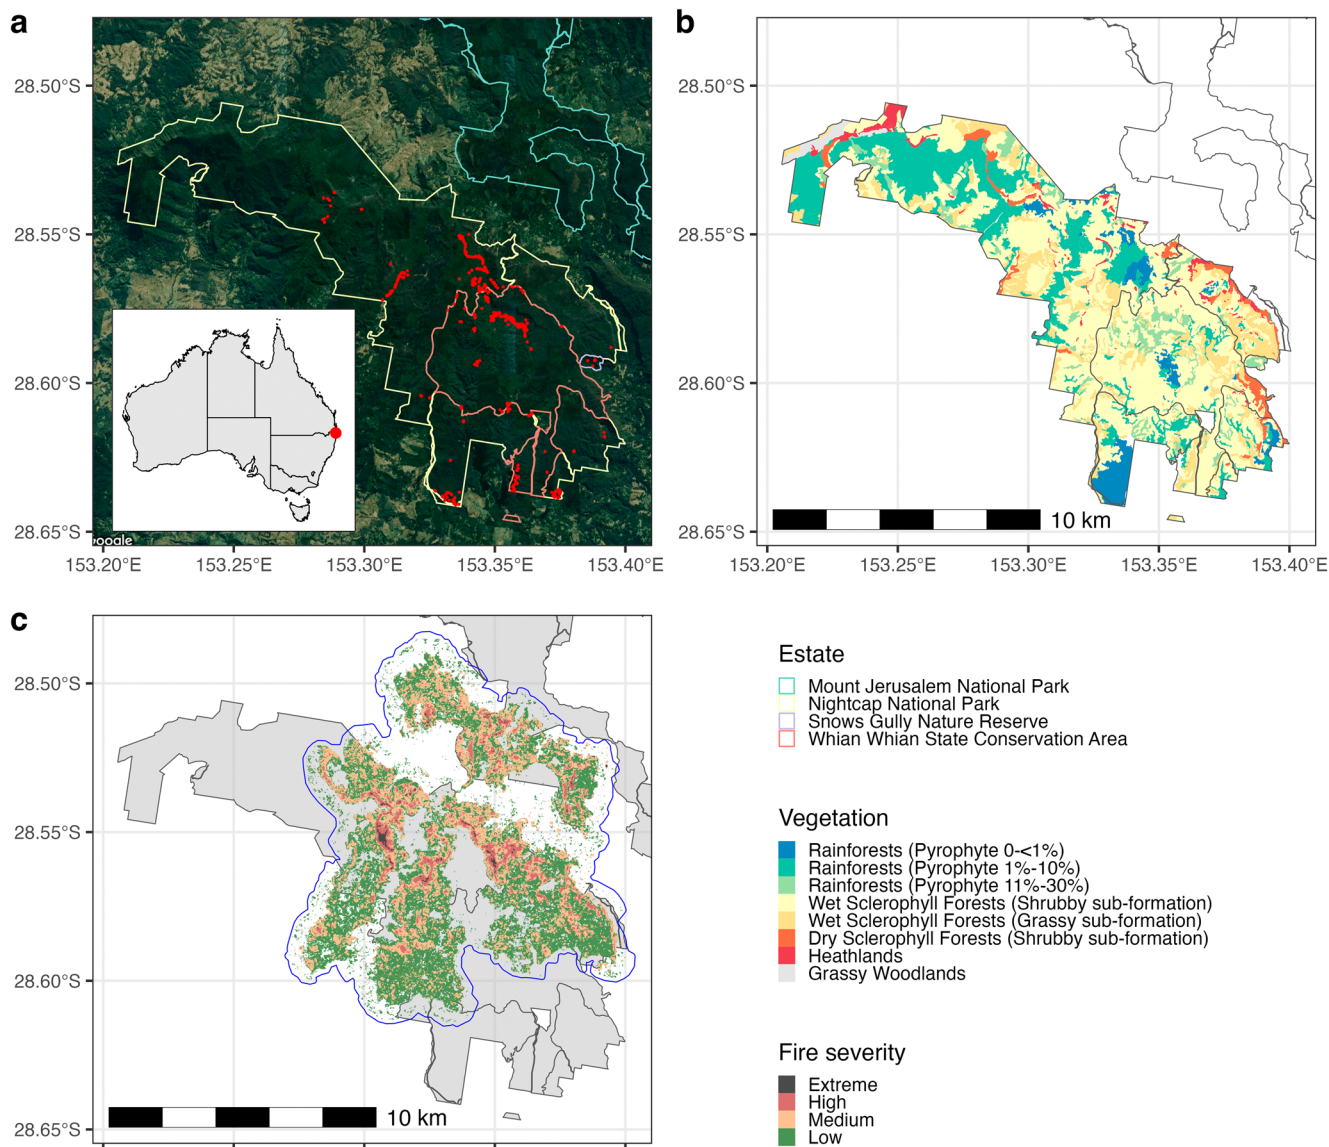 a
28.50°S
28.55°S
28.60°S
28.65°S
153.20°E
153.25°E
153.30°E
153.35°E
153.40°E
b
28.50°S
28.55°S
28.60°S
28.65°S
10 km
153.20°E
153.25°E
153.30°E
153.35°E
153.40°E
c
28.50°S
28.55°S
28.60°S
28.65°S
10 km
Estate
Mount Jerusalem National Park
Nightcap National Park
Snows Gully Nature Reserve
Whian Whian State Conservation Area
Vegetation
Rainforests (Pyrophyte 0-<1%)
Rainforests (Pyrophyte 1%-10%)
Rainforests (Pyrophyte 11%-30%)
Wet Sclerophyll Forests (Shrubby sub-formation)
Wet Sclerophyll Forests (Grassy sub-formation)
Dry Sclerophyll Forests (Shrubby sub-formation)
Heathlands
Grassy Woodlands
Fire severity
Extreme
High
Medium
Low